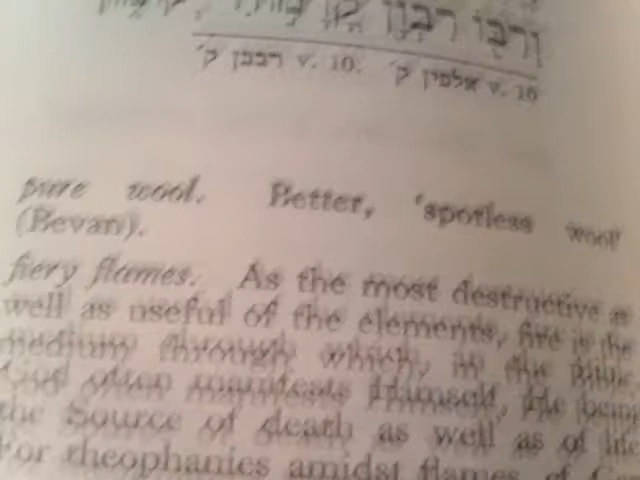 רבון
רבבן ק׳ v. 10. אלפין ק׳ v. 10
pure wool. Better, ‘spotless wool’
(Bevan).
fiery flames. As the most destructive as
well as useful of the elements, fire is the
medium through which, in the Bible,
God often manifests Himself, He being
the Source of death as well as of life
For theophanies amidst flames of